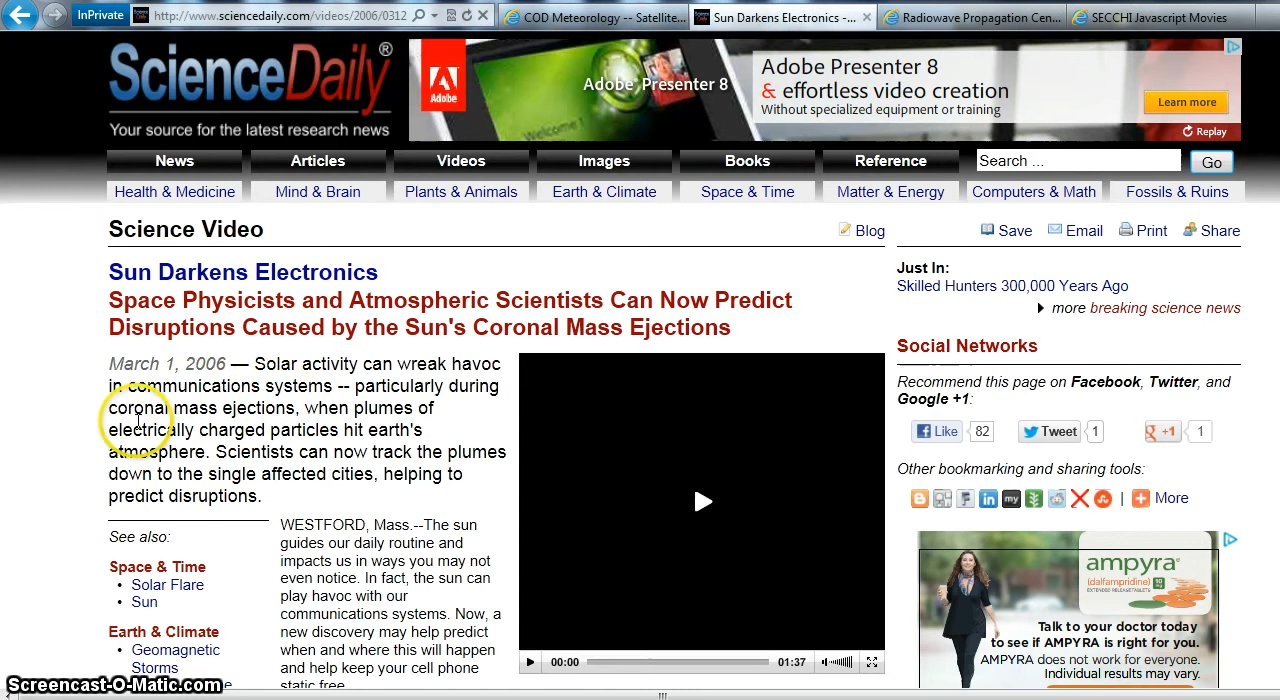 InPrivate
http://www.sciencedaily.com/videos/2006/0312
COD Meteorology -- Satellite...
Sun Darkens Electronics -...
Radiowave Propagation Cen...
SECCHI Javascript Movies
ScienceDaily®
Your source for the latest research news
Adobe
Adobe Presenter 8
Welcome
Adobe Presenter 8
& effortless video creation
Without specialized equipment or training
Learn more
Replay
News Articles Videos Images Books Reference
Search ... Go
Health & Medicine Mind & Brain Plants & Animals Earth & Climate Space & Time Matter & Energy Computers & Math Fossils & Ruins
Science Video
Blog
Save Email Print Share
Sun Darkens Electronics
Space Physicists and Atmospheric Scientists Can Now Predict
Disruptions Caused by the Sun's Coronal Mass Ejections
March 1, 2006 — Solar activity can wreak havoc
in communications systems -- particularly during
coronal mass ejections, when plumes of
electrically charged particles hit earth's
atmosphere. Scientists can now track the plumes
down to the single affected cities, helping to
predict disruptions.
See also:
Space & Time
• Solar Flare
• Sun
Earth & Climate
• Geomagnetic
Storms
WESTFORD, Mass.--The sun
guides our daily routine and
impacts us in ways you may not
even notice. In fact, the sun can
play havoc with our
communications systems. Now, a
new discovery may help predict
when and where this will happen
and help keep your cell phone
static free.
00:00 01:37
Just In:
Skilled Hunters 300,000 Years Ago
more breaking science news
Social Networks
Recommend this page on Facebook, Twitter, and
Google +1:
Like 82 Tweet 1 +1 1
Other bookmarking and sharing tools:
More
ampyra
(dalfampridine) 10 mg
EXTENDED RELEASE TABLETS
Talk to your doctor today
to see if AMPYRA is right for you.
AMPYRA does not work for everyone.
Individual results may vary.
Screencast-O-Matic.com